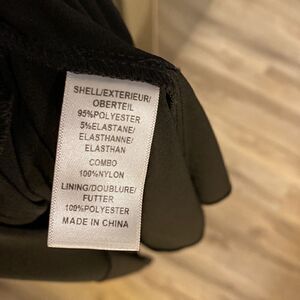 SHELL/EXTERIEUR/
OBERTEIL
95%POLYESTER
5%ELASTANE/
ELASTHANNE/
ELASTHAN
COMBO
100%NYLON
LINING/DOUBLURE/
FUTTER
100%POLYESTER
MADE IN CHINA